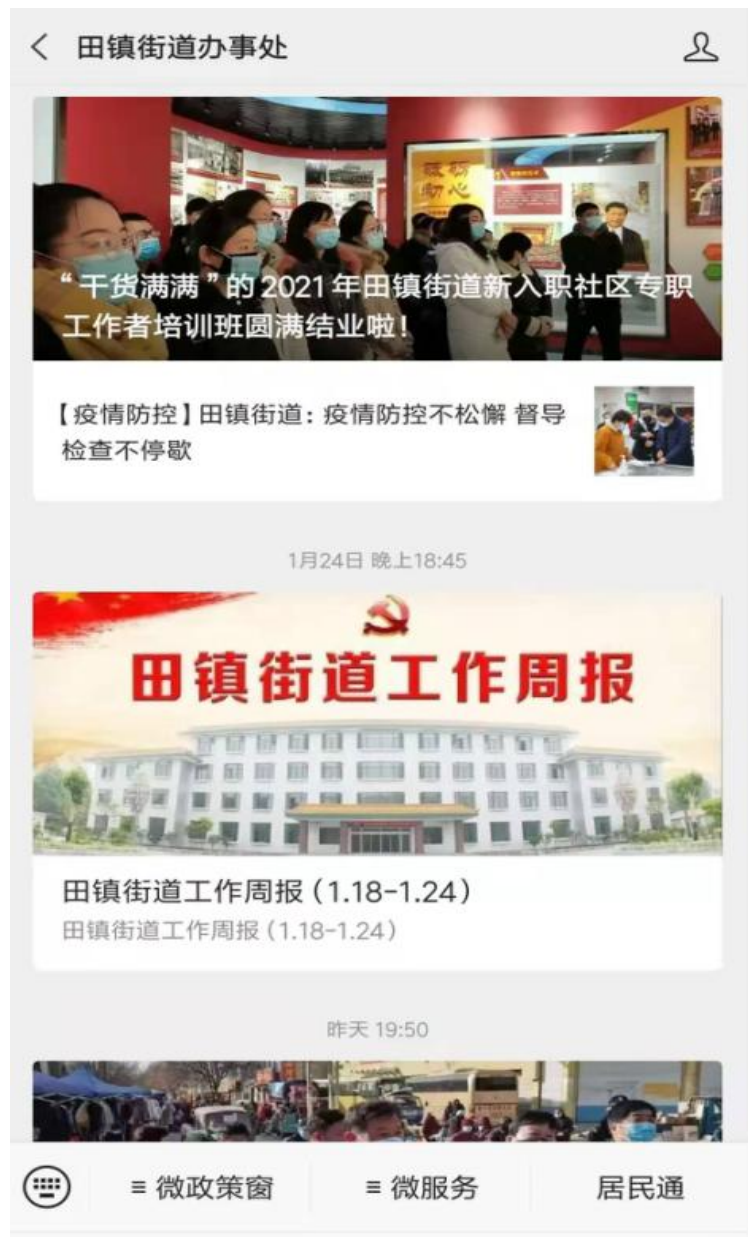 田镇街道办事处
“干货满满”的2021年田镇街道新入职社区专职
工作者培训班圆满结业啦！
【疫情防控】田镇街道：疫情防控不松懈 督导
检查不停歇
1月24日 晚上18:45
田镇街道工作周报
田镇街道工作周报（1.18-1.24）
田镇街道工作周报（1.18-1.24）
昨天 19:50
≡ 微政策窗
≡ 微服务
居民通